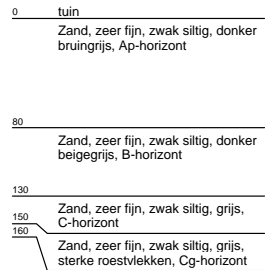 0 tuin
Zand, zeer fijn, zwak siltig, donker
bruingrijs, Ap-horizont
80
Zand, zeer fijn, zwak siltig, donker
beigegrijs, B-horizont
130
Zand, zeer fijn, zwak siltig, grijs,
150 C-horizont
160
Zand, zeer fijn, zwak siltig, grijs,
sterke roestvlekken, Cg-horizont